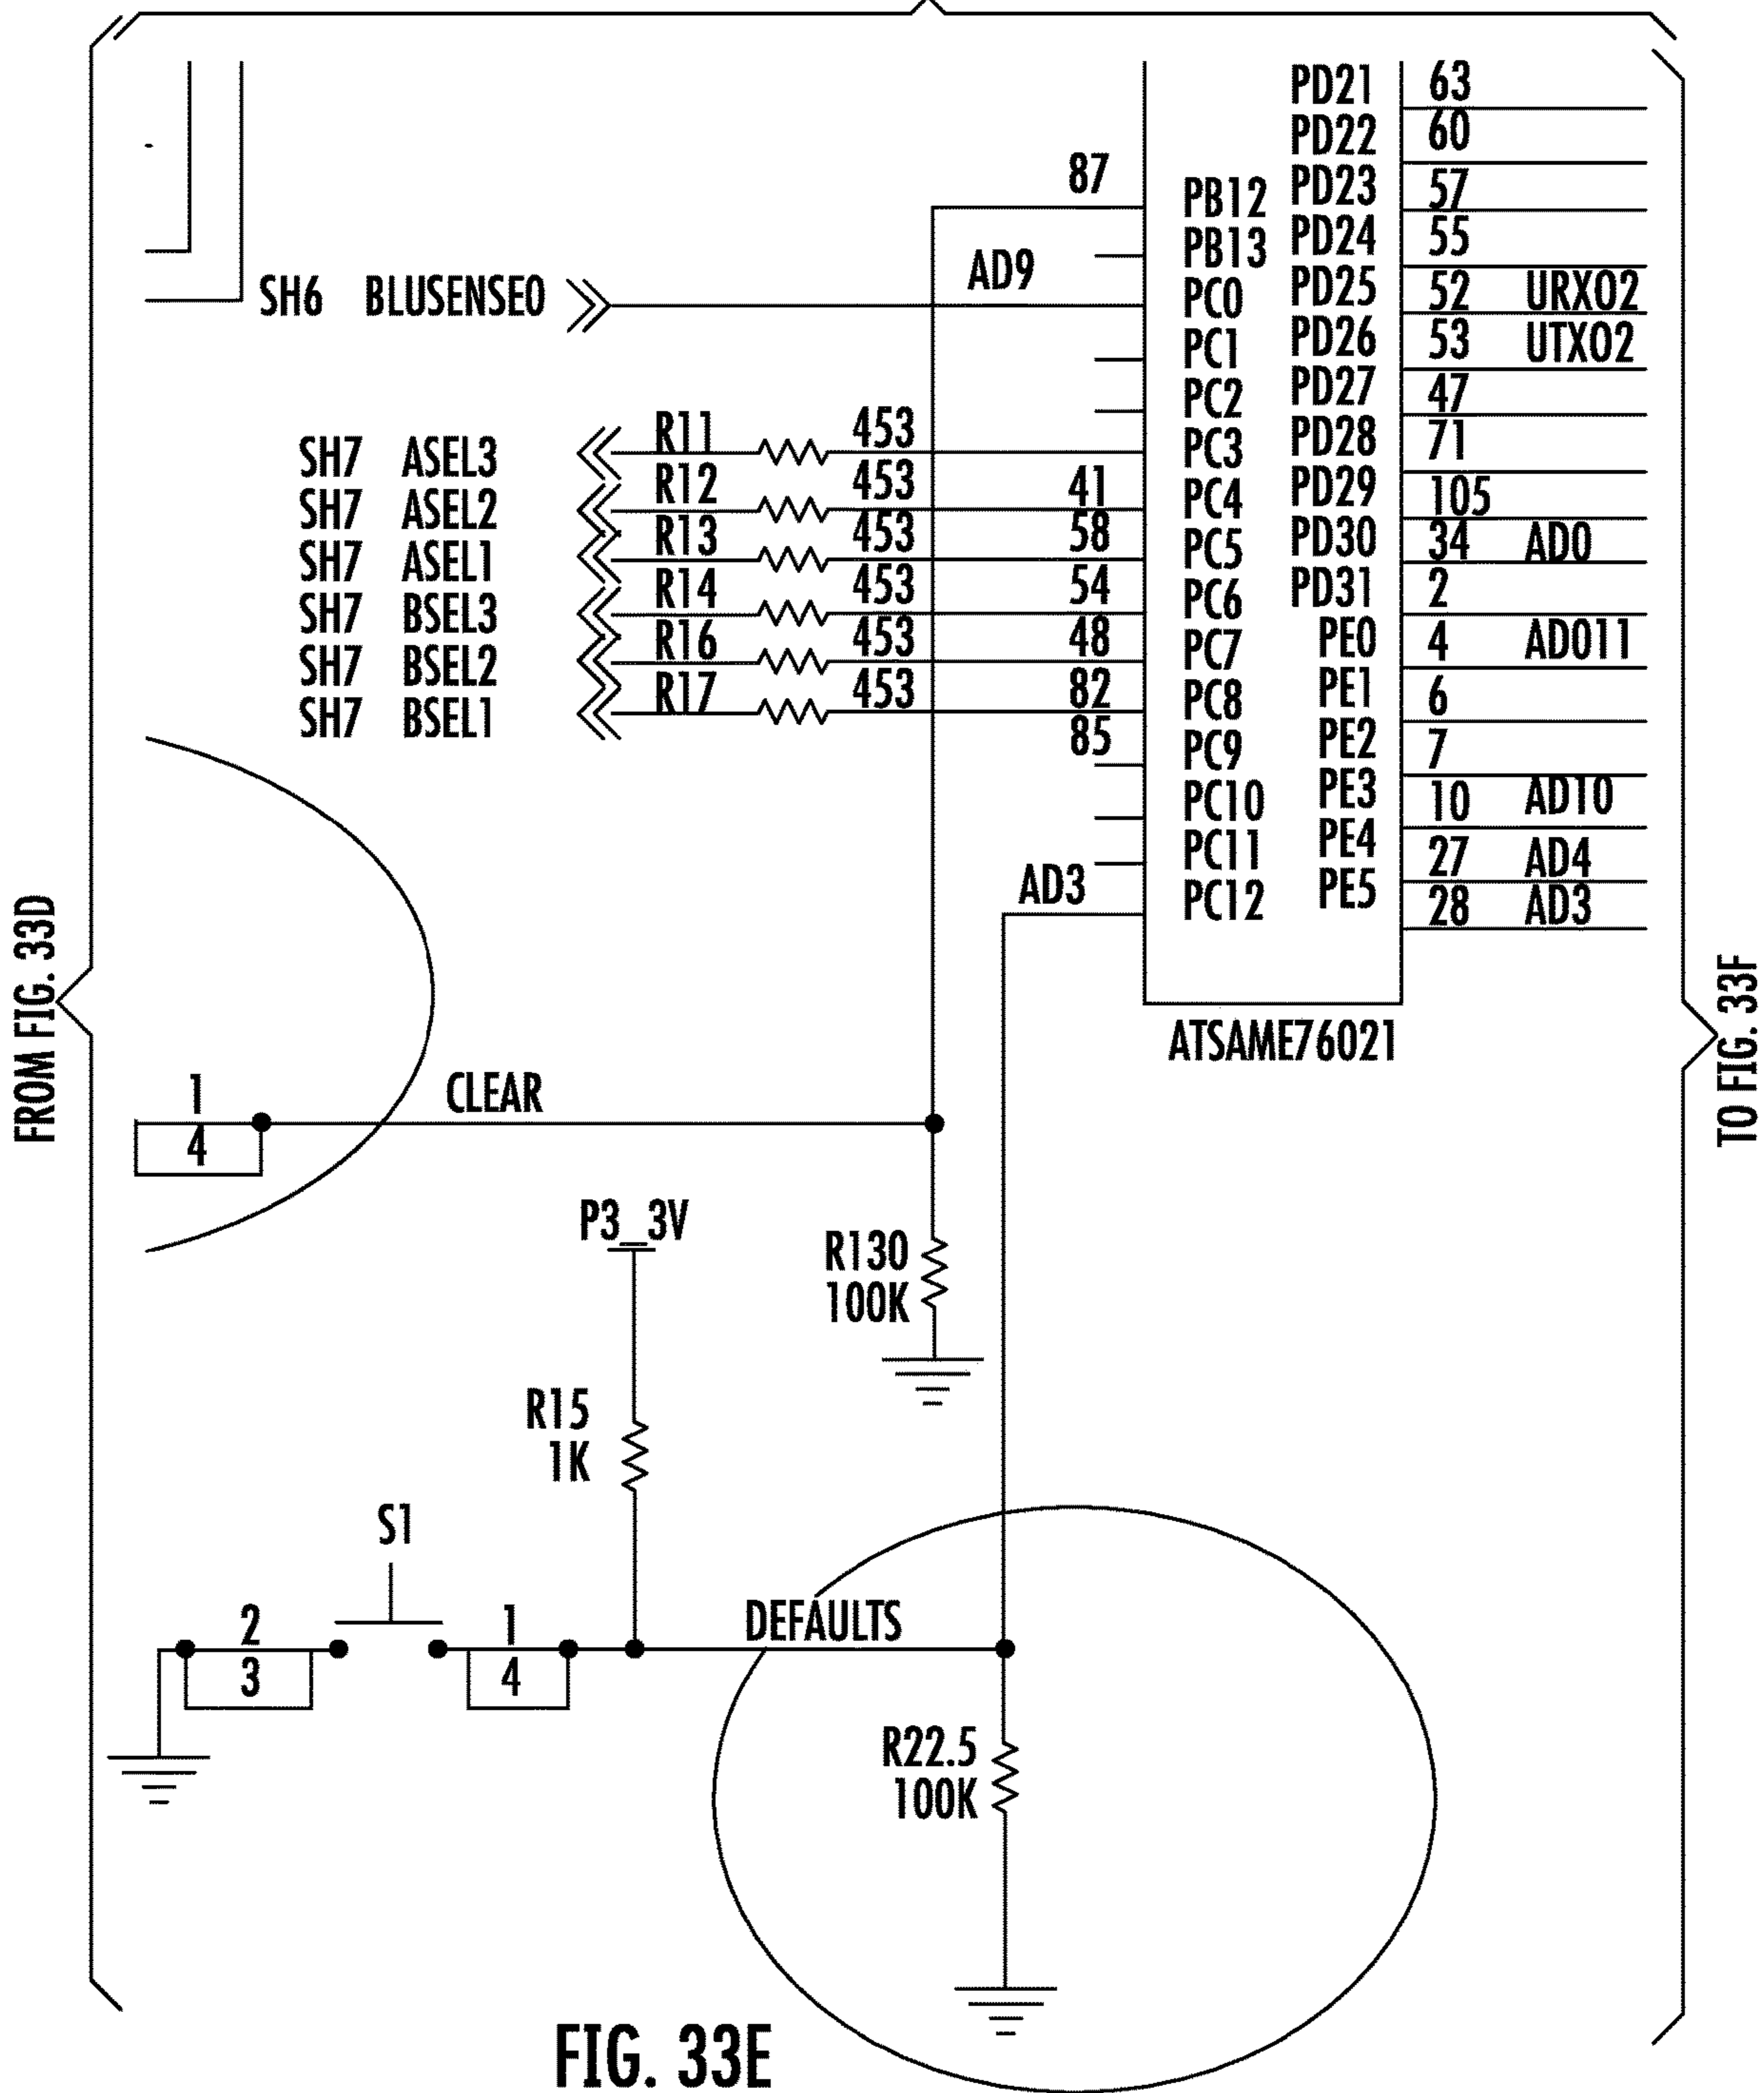 PD21 63
PD22 60
87 PB12 PD23 57
PB13 PD24 55
SH6 BLUSENSE0 AD9 PC0 PD25 52 URX02
PC1 PD26 53 UTX02
PC2 PD27 47
SH7 ASEL3 R11 453 PC3 PD28 71
SH7 ASEL2 R12 453 41 PC4 PD29 105
SH7 ASEL1 R13 453 58 PC5 PD30 34 AD0
SH7 BSEL3 R14 453 54 PC6 PD31 2
SH7 BSEL2 R16 453 48 PC7 PE0 4 AD011
SH7 BSEL1 R17 453 82 PC8 PE1 6
85 PC9 PE2 7
PC10 PE3 10 AD10
PC11 PE4 27 AD4
AD3 PC12 PE5 28 AD3
ATSAME76021
FROM FIG. 33D
TO FIG. 33F
1 CLEAR
4
P3_3V
R130
100K
R15
1K
S1
2 1 DEFAULTS
3 4
R22.5
100K
FIG. 33E